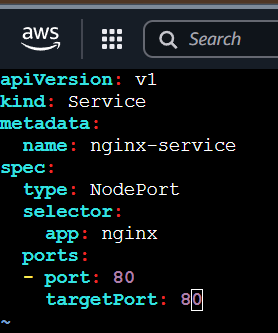 aws
Search
apiVersion: v1
kind: Service
metadata:
  name: nginx-service
spec:
  type: NodePort
  selector:
    app: nginx
  ports:
  - port: 80
    targetPort: 80
~